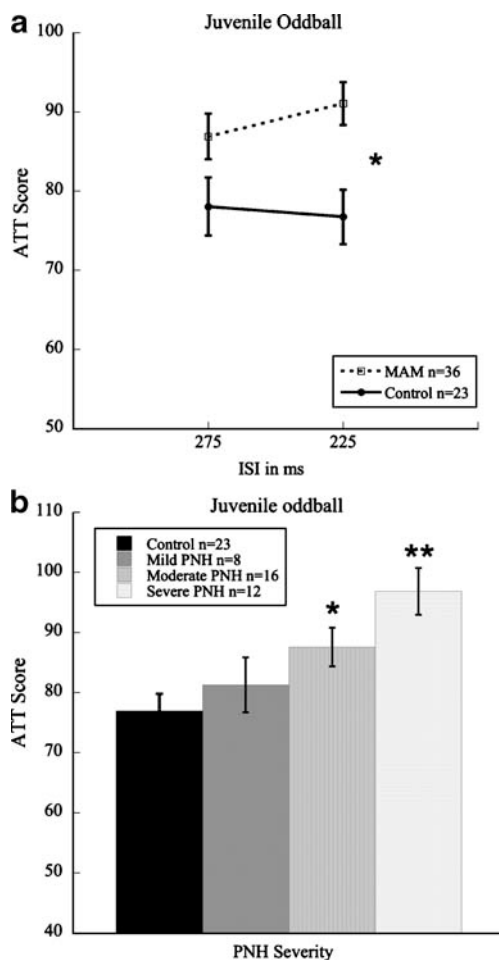 a
Juvenile Oddball
100
90
80
70
60
50
ATT Score
*
MAM n=36
Control n=23
275 225
ISI in ms
b
Juvenile oddball
110
100
90
80
70
60
50
40
ATT Score
Control n=23
Mild PNH n=8
Moderate PNH n=16
Severe PNH n=12
*
**
PNH Severity